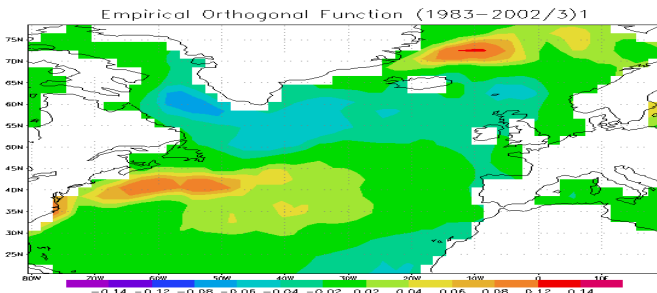 Empirical Orthogonal Function (1983-2002/3)1
75N
70N
65N
60N
55N
50N
45N
40N
35N
30N
25N
80W 70W 60W 50W 40W 30W 20W 10W 0 10E
-0.14 -0.12 -0.08 -0.06 -0.04 -0.02 0.02 0.04 0.06 0.08 0.12 0.14